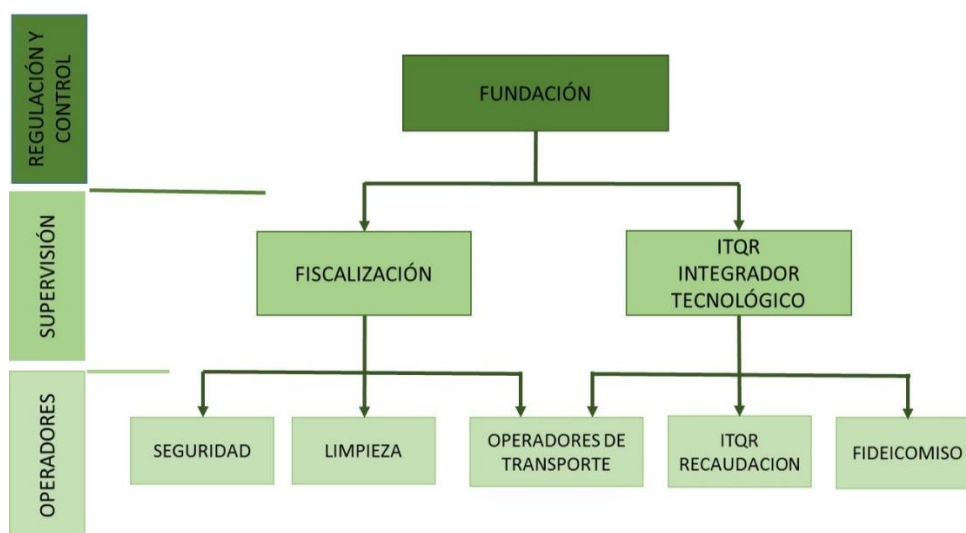 REGULACIÓN Y
CONTROL
FUNDACIÓN
SUPERVISIÓN
FISCALIZACIÓN
ITQR
INTEGRADOR
TECNOLÓGICO
OPERADORES
SEGURIDAD
LIMPIEZA
OPERADORES DE
TRANSPORTE
ITQR
RECAUDACION
FIDEICOMISO